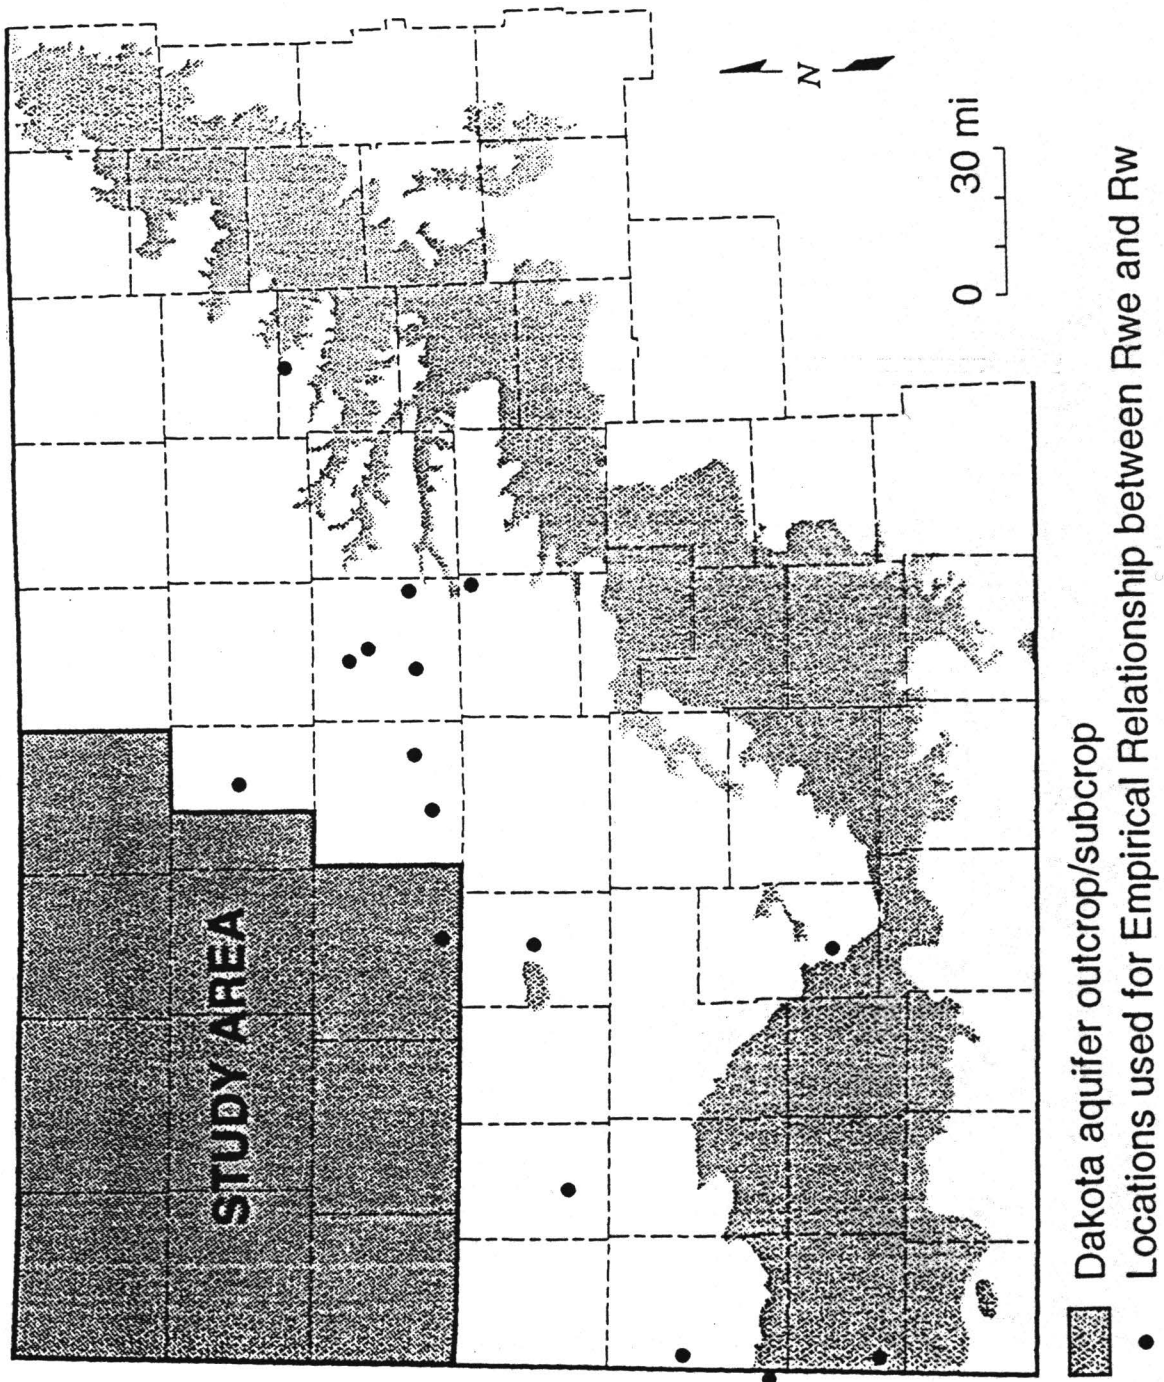 STUDY AREA
N
0 30 mi
Dakota aquifer outcrop/subcrop
Locations used for Empirical Relationship between Rwe and Rw